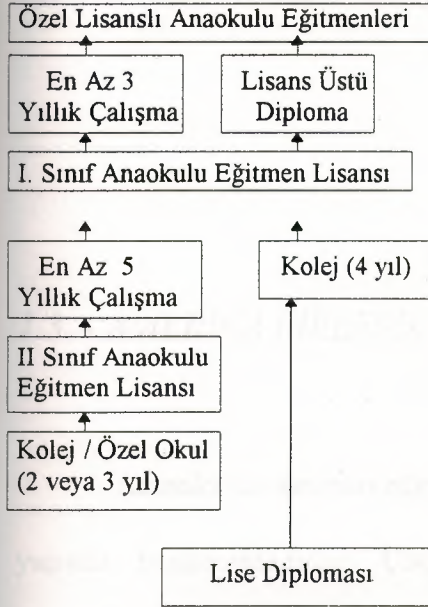 Özel Lisanslı Anaokulu Eğitmenleri
En Az 3
Yıllık Çalışma
Lisans Üstü
Diploma
I. Sınıf Anaokulu Eğitmen Lisansı
En Az 5
Yıllık Çalışma
Kolej (4 yıl)
II Sınıf Anaokulu
Eğitmen Lisansı
Kolej / Özel Okul
(2 veya 3 yıl)
Lise Diploması